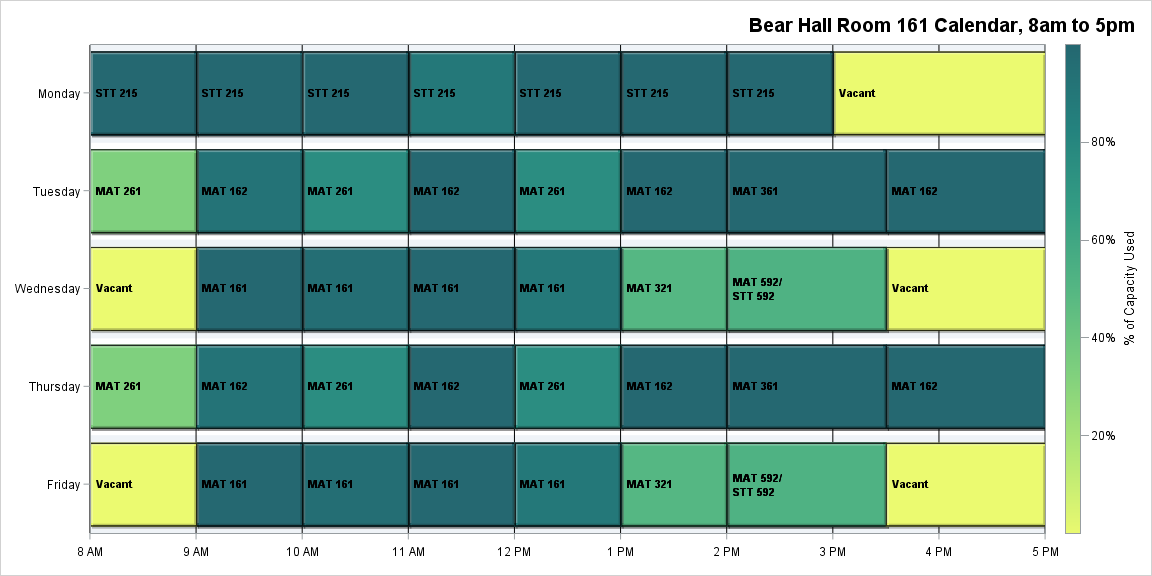 Bear Hall Room 161 Calendar, 8am to 5pm
Monday
STT 215
STT 215
STT 215
STT 215
STT 215
STT 215
STT 215
Vacant
Tuesday
MAT 261
MAT 162
MAT 261
MAT 162
MAT 261
MAT 162
MAT 361
MAT 162
Wednesday
Vacant
MAT 161
MAT 161
MAT 161
MAT 161
MAT 321
MAT 592/
STT 592
Vacant
Thursday
MAT 261
MAT 162
MAT 261
MAT 162
MAT 261
MAT 162
MAT 361
MAT 162
Friday
Vacant
MAT 161
MAT 161
MAT 161
MAT 161
MAT 321
MAT 592/
STT 592
Vacant
8 AM
9 AM
10 AM
11 AM
12 PM
1 PM
2 PM
3 PM
4 PM
5 PM
80%
60%
40%
20%
% of Capacity Used